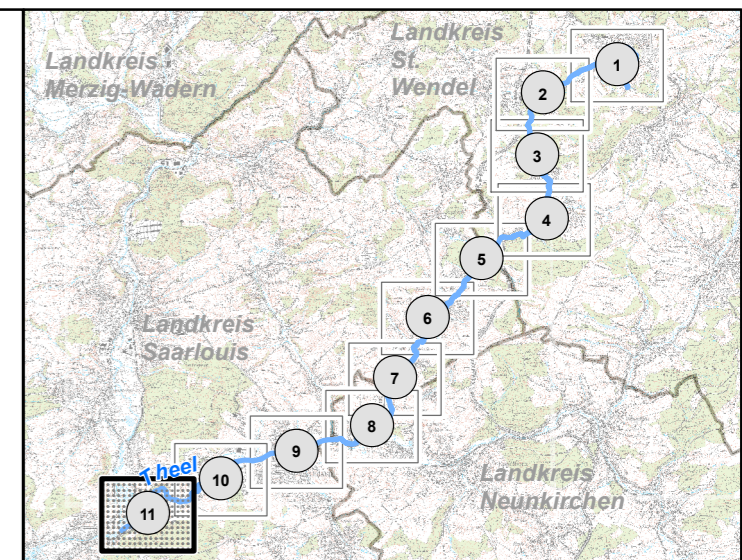 Landkreis
Merzig-Wadern
Landkreis
St.
Wendel
1
2
3
4
5
6
Landkreis
Saarlouis
7
8
9
Landkreis
Neunkirchen
Theel
10
11